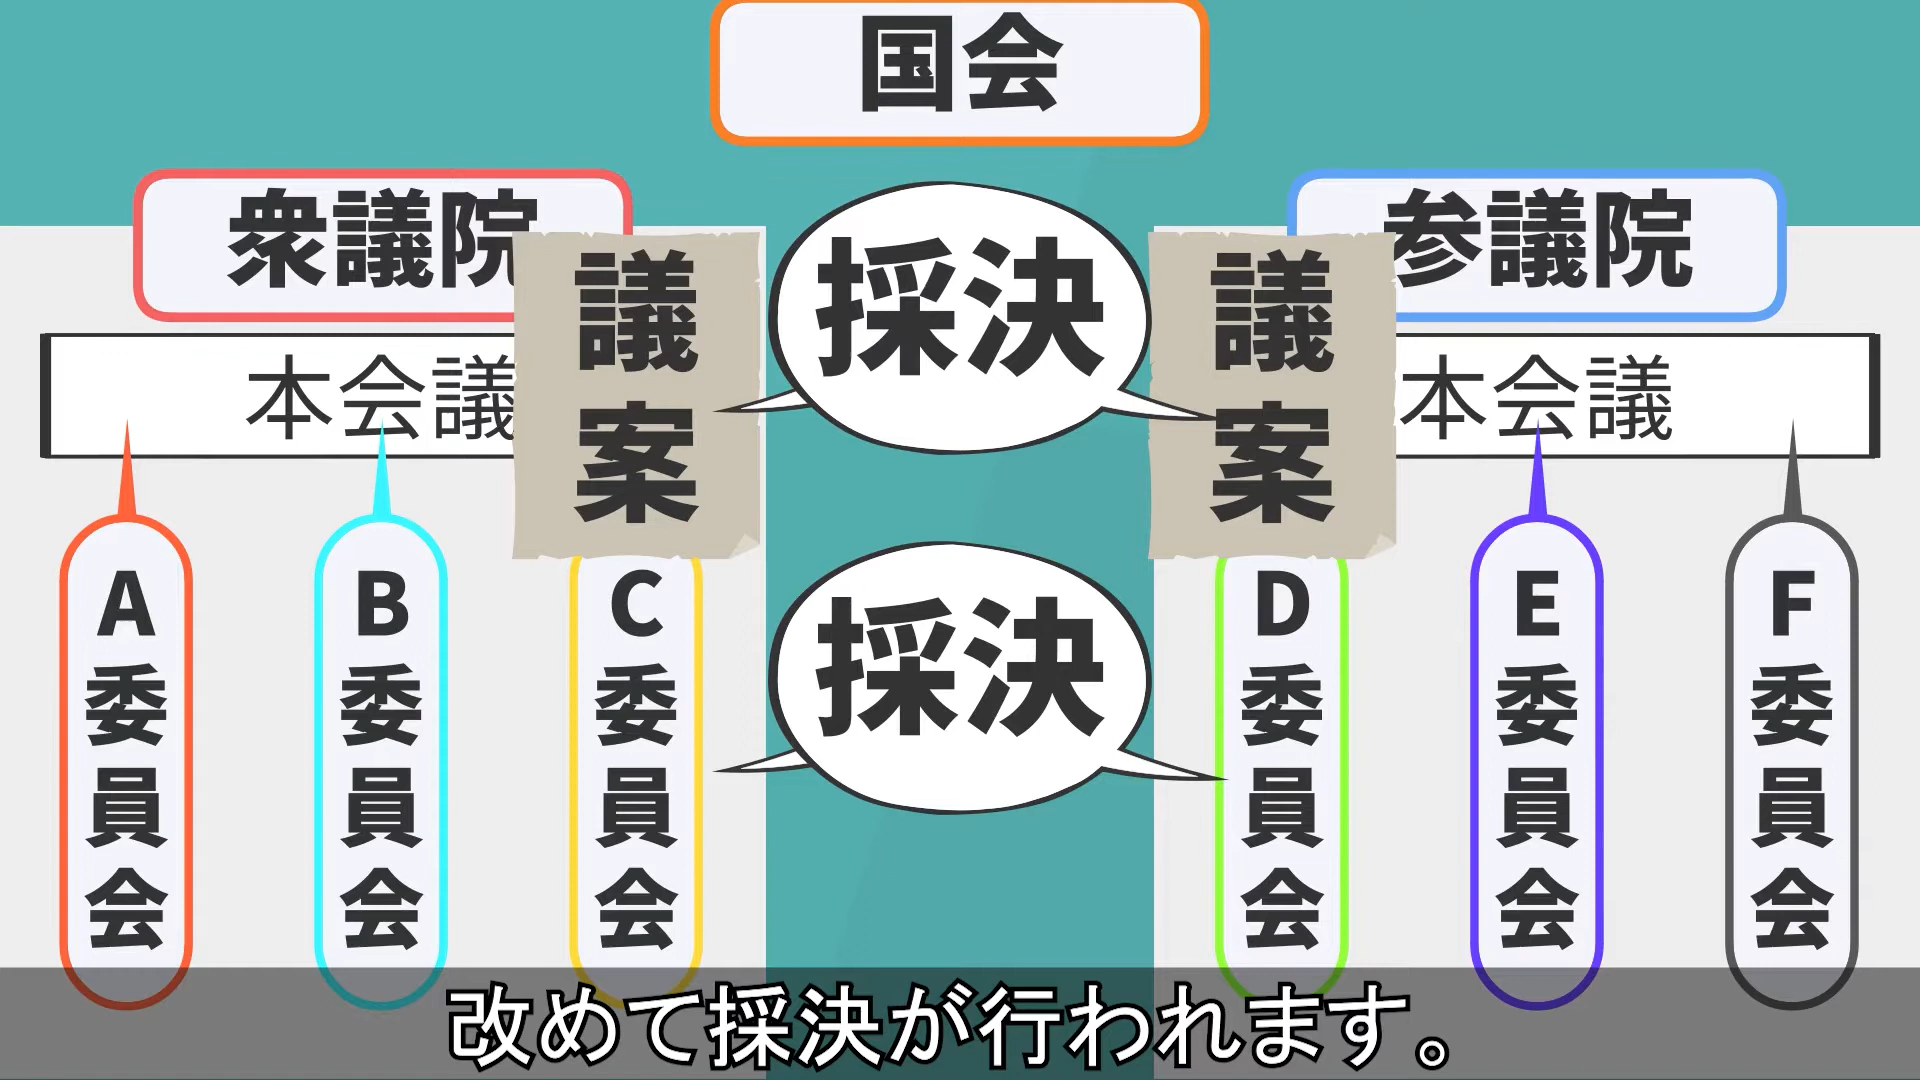 国会
衆議院
参議院
本会議
本会議
議案
議案
採決
採決
A委員会
B委員会
C委員会
D委員会
E委員会
F委員会
改めて採決が行われます。